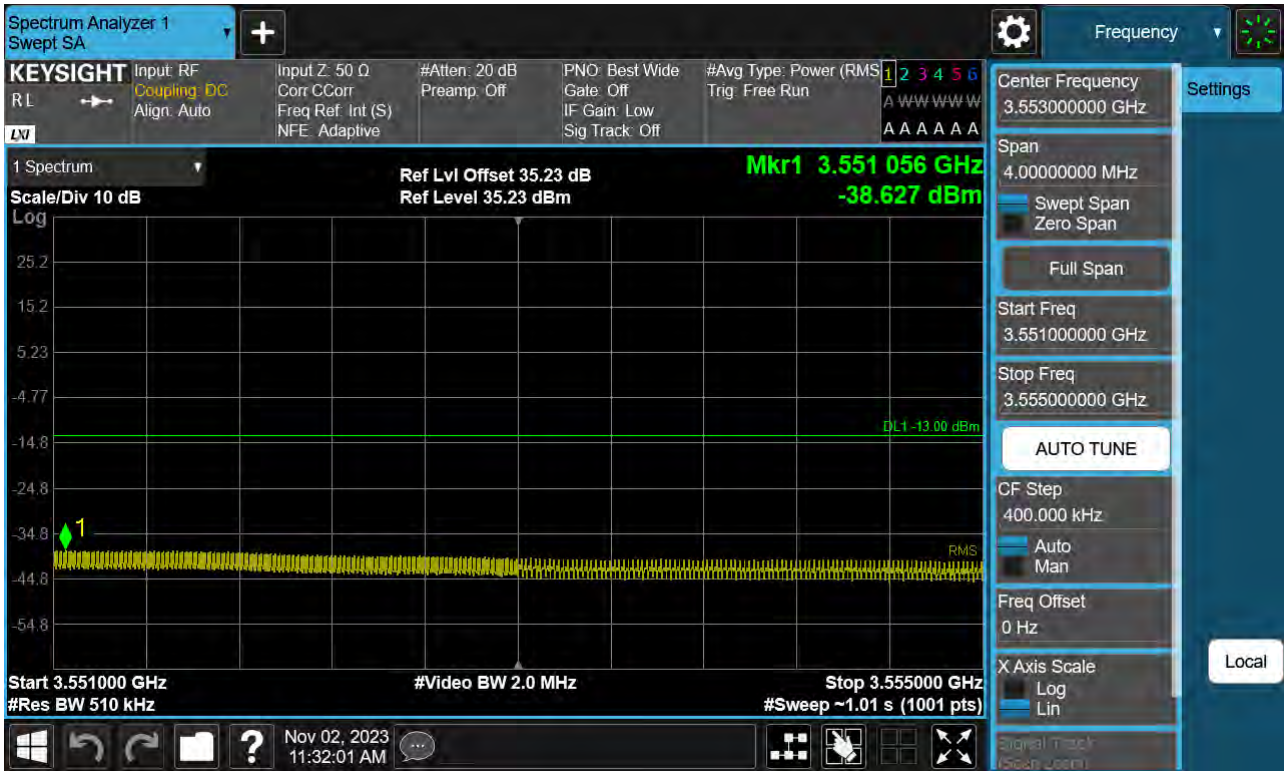 Spectrum Analyzer 1
Swept SA
+
Frequency
KEYSIGHT
RL
LXI
Input: RF
Coupling: DC
Align: Auto
Input Z: 50 Ω
Corr CCorr
Freq Ref: Int (S)
NFE: Adaptive
#Atten: 20 dB
Preamp: Off
PNO: Best Wide
Gate: Off
IF Gain: Low
Sig Track: Off
#Avg Type: Power (RMS
Trig: Free Run
1 2 3 4 5 6
A W W W W W
A A A A A A
1 Spectrum
Scale/Div 10 dB
Log
Ref Lvl Offset 35.23 dB
Ref Level 35.23 dBm
Mkr1 3.551 056 GHz
-38.627 dBm
25.2
15.2
5.23
-4.77
-14.8
-24.8
-34.8
-44.8
-54.8
DL1 -13.00 dBm
1
RMS
Start 3.551000 GHz
#Res BW 510 kHz
#Video BW 2.0 MHz
Stop 3.555000 GHz
#Sweep ~1.01 s (1001 pts)
Center Frequency
3.553000000 GHz
Span
4.00000000 MHz
Swept Span
Zero Span
Full Span
Start Freq
3.551000000 GHz
Stop Freq
3.555000000 GHz
AUTO TUNE
CF Step
400.000 kHz
Auto
Man
Freq Offset
0 Hz
X Axis Scale
Log
Lin
Signal Track
(Span Zoom)
Settings
Local
?
Nov 02, 2023
11:32:01 AM